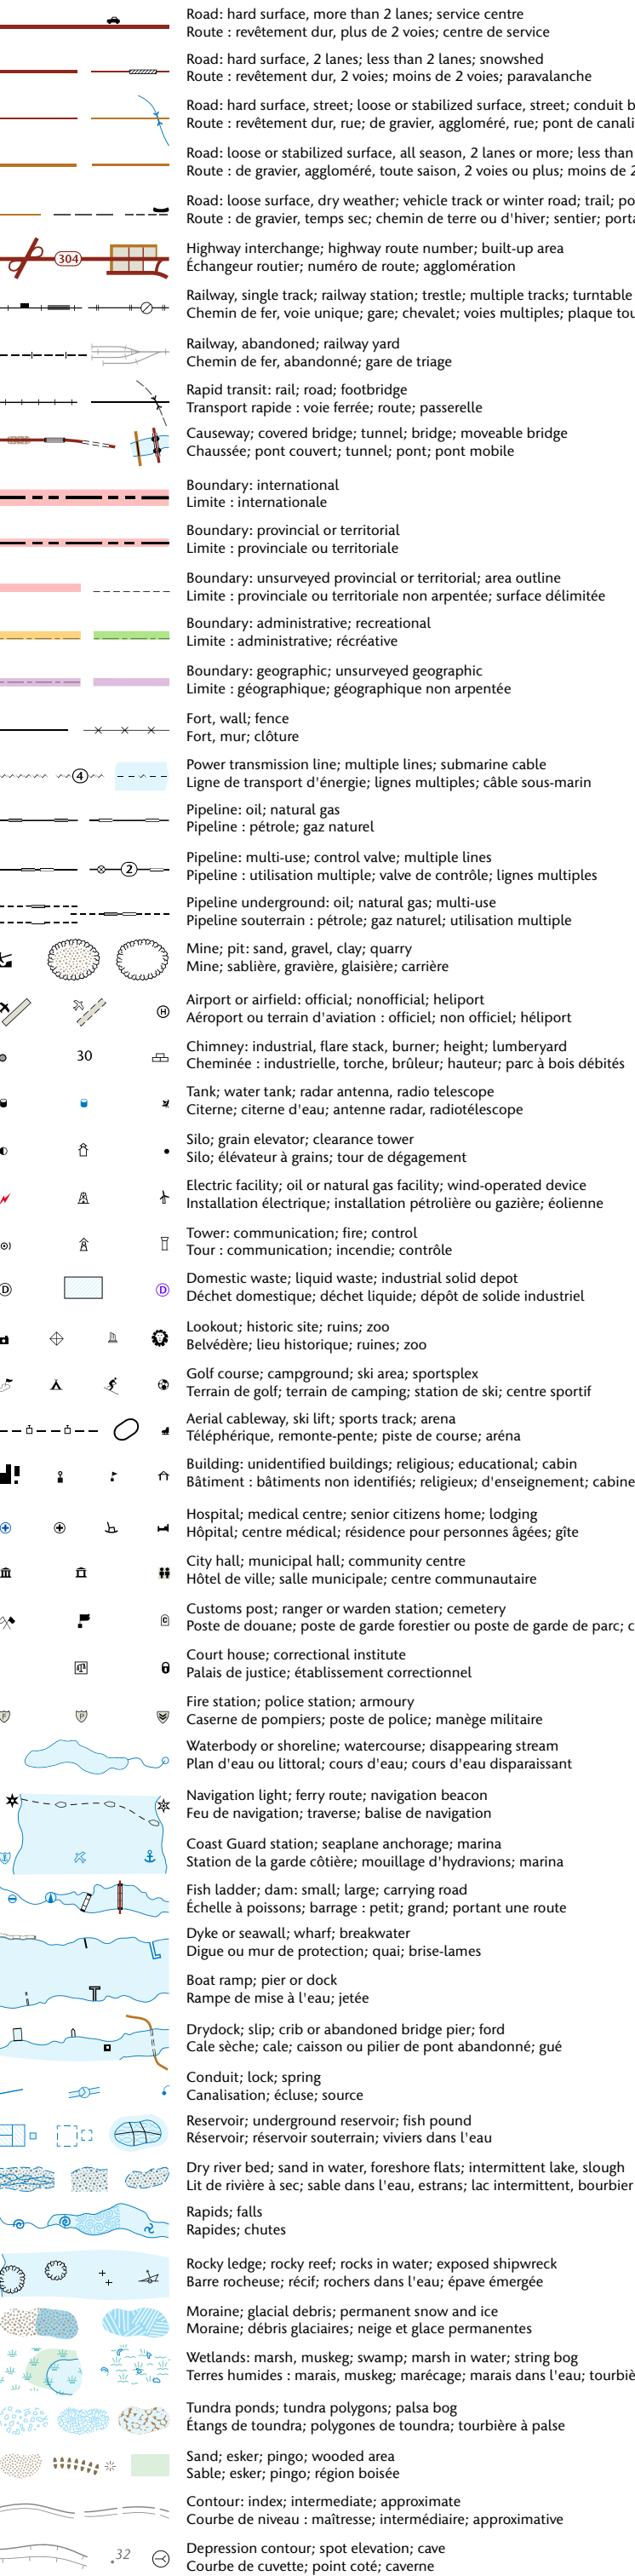 Road: hard surface, more than 2 lanes; service centre
Route : revêtement dur, plus de 2 voies; centre de service
Road: hard surface, 2 lanes; less than 2 lanes; snowshed
Route : revêtement dur, 2 voies; moins de 2 voies; paravalanche
Road: hard surface, street; loose or stabilized surface, street; conduit b
Route : revêtement dur, rue; de gravier, aggloméré, rue; pont de canali
Road: loose or stabilized surface, all season, 2 lanes or more; less than
Route : de gravier, aggloméré, toute saison, 2 voies ou plus; moins de 2
Road: loose surface, dry weather; vehicle track or winter road; trail; po
Route : de gravier, temps sec; chemin de terre ou d'hiver; sentier; porta
304
Highway interchange; highway route number; built-up area
Échangeur routier; numéro de route; agglomération
Railway, single track; railway station; trestle; multiple tracks; turntable
Chemin de fer, voie unique; gare; chevalet; voies multiples; plaque tou
Railway, abandoned; railway yard
Chemin de fer, abandonné; gare de triage
Rapid transit: rail; road; footbridge
Transport rapide : voie ferrée; route; passerelle
Causeway; covered bridge; tunnel; bridge; moveable bridge
Chaussée; pont couvert; tunnel; pont; pont mobile
Boundary: international
Limite : internationale
Boundary: provincial or territorial
Limite : provinciale ou territoriale
Boundary: unsurveyed provincial or territorial; area outline
Limite : provinciale ou territoriale non arpentée; surface délimitée
Boundary: administrative; recreational
Limite : administrative; récréative
Boundary: geographic; unsurveyed geographic
Limite : géographique; géographique non arpentée
Fort, wall; fence
Fort, mur; clôture
4
Power transmission line; multiple lines; submarine cable
Ligne de transport d'énergie; lignes multiples; câble sous-marin
Pipeline: oil; natural gas
Pipeline : pétrole; gaz naturel
2
Pipeline: multi-use; control valve; multiple lines
Pipeline : utilisation multiple; valve de contrôle; lignes multiples
Pipeline underground: oil; natural gas; multi-use
Pipeline souterrain : pétrole; gaz naturel; utilisation multiple
Mine; pit: sand, gravel, clay; quarry
Mine; sablière, gravière, glaisière; carrière
H
Airport or airfield: official; nonofficial; heliport
Aéroport ou terrain d'aviation : officiel; non officiel; héliport
30
Chimney: industrial, flare stack, burner; height; lumberyard
Cheminée : industrielle, torche, brûleur; hauteur; parc à bois débités
Tank; water tank; radar antenna, radio telescope
Citerne; citerne d'eau; antenne radar, radiotélescope
Silo; grain elevator; clearance tower
Silo; élévateur à grains; tour de dégagement
Electric facility; oil or natural gas facility; wind-operated device
Installation électrique; installation pétrolière ou gazière; éolienne
Tower: communication; fire; control
Tour : communication; incendie; contrôle
D D
Domestic waste; liquid waste; industrial solid depot
Déchet domestique; déchet liquide; dépôt de solide industriel
Lookout; historic site; ruins; zoo
Belvédère; lieu historique; ruines; zoo
Golf course; campground; ski area; sportsplex
Terrain de golf; terrain de camping; station de ski; centre sportif
Aerial cableway, ski lift; sports track; arena
Téléphérique, remonte-pente; piste de course; aréna
Building: unidentified buildings; religious; educational; cabin
Bâtiment : bâtiments non identifiés; religieux; d'enseignement; cabine
Hospital, medical centre; senior citizens home; lodging
Hôpital; centre médical; résidence pour personnes âgées; gîte
City hall; municipal hall; community centre
Hôtel de ville; salle municipale; centre communautaire
C
Customs post; ranger or warden station; cemetery
Poste de douane; poste de garde forestier ou poste de garde de parc; c
Court house; correctional institute
Palais de justice; établissement correctionnel
F P
Fire station; police station; armoury
Caserne de pompiers; poste de police; manège militaire
Waterbody or shoreline; watercourse; disappearing stream
Plan d'eau ou littoral; cours d'eau; cours d'eau disparaissant
Navigation light; ferry route; navigation beacon
Feu de navigation; traverse; balise de navigation
Coast Guard station; seaplane anchorage; marina
Station de la garde côtière; mouillage d'hydravions; marina
Fish ladder; dam: small; large; carrying road
Échelle à poissons; barrage : petit; grand; portant une route
Dyke or seawall; wharf; breakwater
Digue ou mur de protection; quai; brise-lames
Boat ramp; pier or dock
Rampe de mise à l'eau; jetée
Drydock; slip; crib or abandoned bridge pier; ford
Cale sèche; cale; caisson ou pilier de pont abandonné; gué
Conduit; lock; spring
Canalisation; écluse; source
Reservoir; underground reservoir; fish pound
Réservoir; réservoir souterrain; viviers dans l'eau
Dry river bed; sand in water, foreshore flats; intermittent lake, slough
Lit de rivière à sec; sable dans l'eau, estrans; lac intermittent, bourbier
Rapids; falls
Rapides; chutes
Rocky ledge; rocky reef; rocks in water; exposed shipwreck
Barre rocheuse; récif; rochers dans l'eau; épave émergée
Moraine; glacial debris; permanent snow and ice
Moraine; débris glaciaires; neige et glace permanentes
Wetlands: marsh, muskeg; swamp; marsh in water; string bog
Terres humides : marais, muskeg; marécage; marais dans l'eau; tourbiè
Tundra ponds; tundra polygons; palsa bog
Étangs de toundra; polygones de toundra; tourbière à palse
Sand; esker; pingo; wooded area
Sable; esker; pingo; région boisée
Contour: index; intermediate; approximate
Courbe de niveau : maîtresse; intermédiaire; approximative
.32
Depression contour; spot elevation; cave
Courbe de cuvette; point coté; caverne